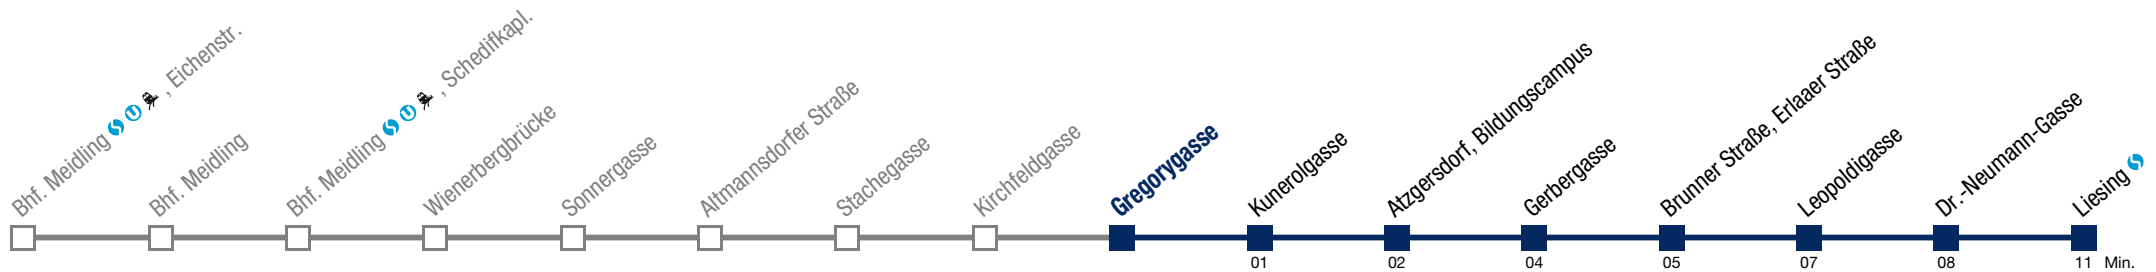 Bhf. Meidling S U , Eichenstr.
Bhf. Meidling
Bhf. Meidling S U , Schedifkapl.
Wienerbergbrücke
Sonnergasse
Altmannsdorfer Straße
Stachegasse
Kirchfeldgasse
Gregorygasse
Kunerolgasse
Atzgersdorf, Bildungscampus
Gerbergasse
Brunner Straße, Erlaaer Straße
Leopoldigasse
Dr.-Neumann-Gasse
Liesing S
01 02 04 05 07 08 11 Min.